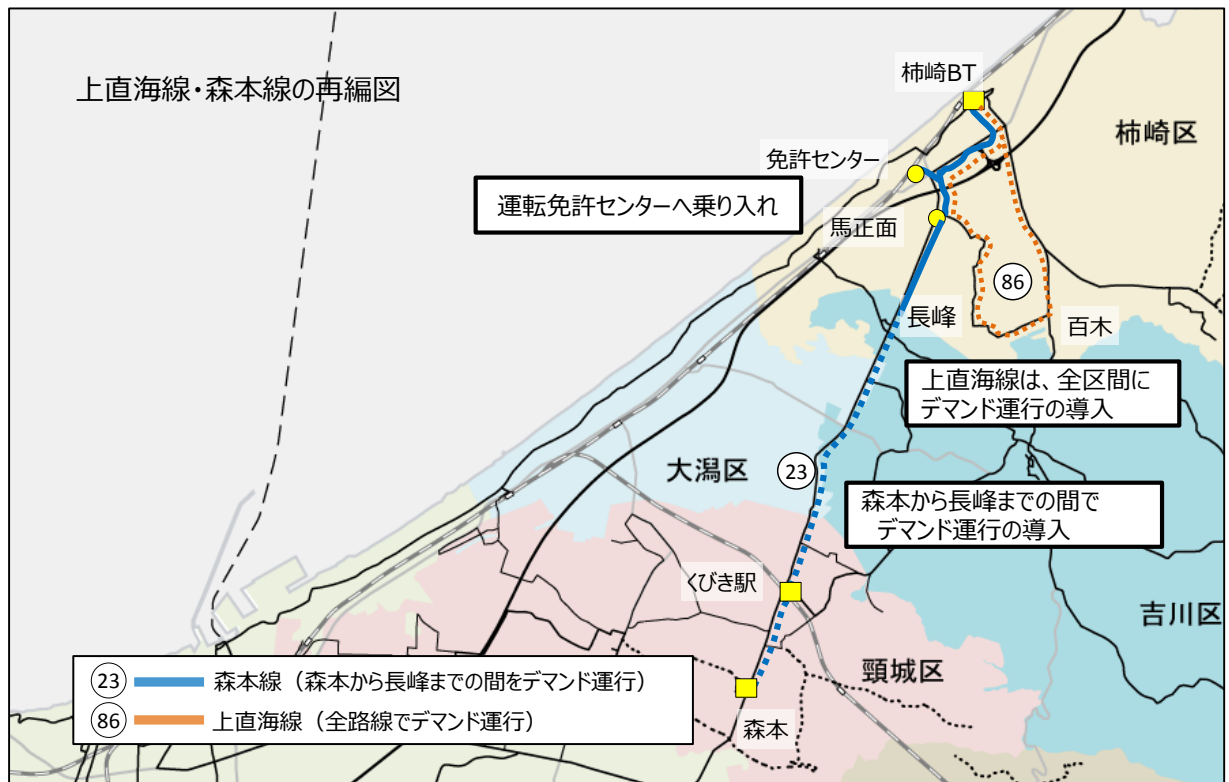 上直海線・森本線の再編図
柿崎BT
柿崎区
免許センター
運転免許センターへ乗り入れ
馬正面
86
長峰
百木
上直海線は、全区間に
デマンド運行の導入
大潟区
23
森本から長峰までの間で
デマンド運行の導入
くびき駅
吉川区
頸城区
森本
23 森本線（森本から長峰までの間をデマンド運行）
86 上直海線（全路線でデマンド運行）